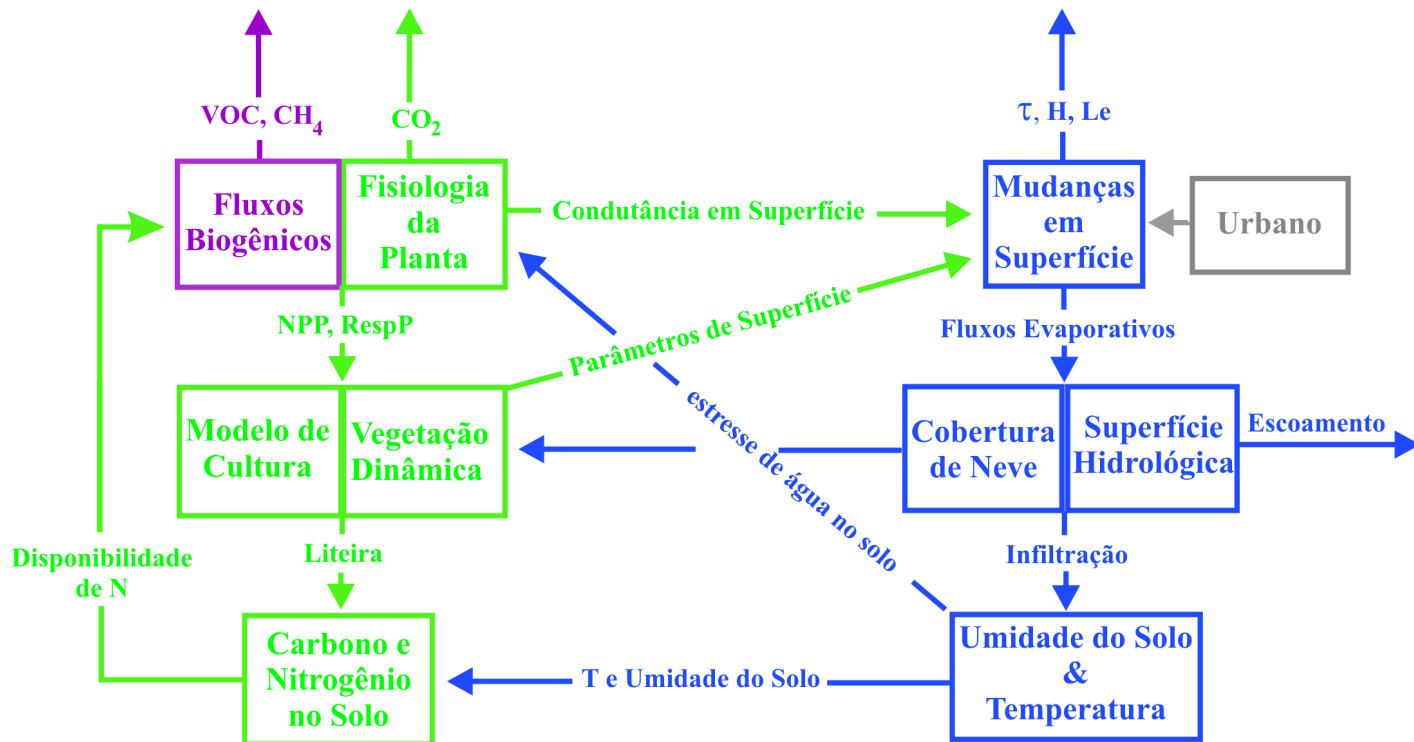 VOC, CH₄
CO₂
τ, H, Le
Fluxos
Biogênicos
Fisiologia
da
Planta
Condutância em Superfície
Mudanças
em
Superfície
Urbano
NPP, RespP
Parâmetros de Superfície
Fluxos Evaporativos
estresse de água no solo
Modelo de
Cultura
Vegetação
Dinâmica
Cobertura
de Neve
Superfície
Hidrológica
Escoamento
Disponibilidade
de N
Liteira
Infiltração
Carbono e
Nitrogênio
no Solo
T e Umidade do Solo
Umidade do Solo
&
Temperatura